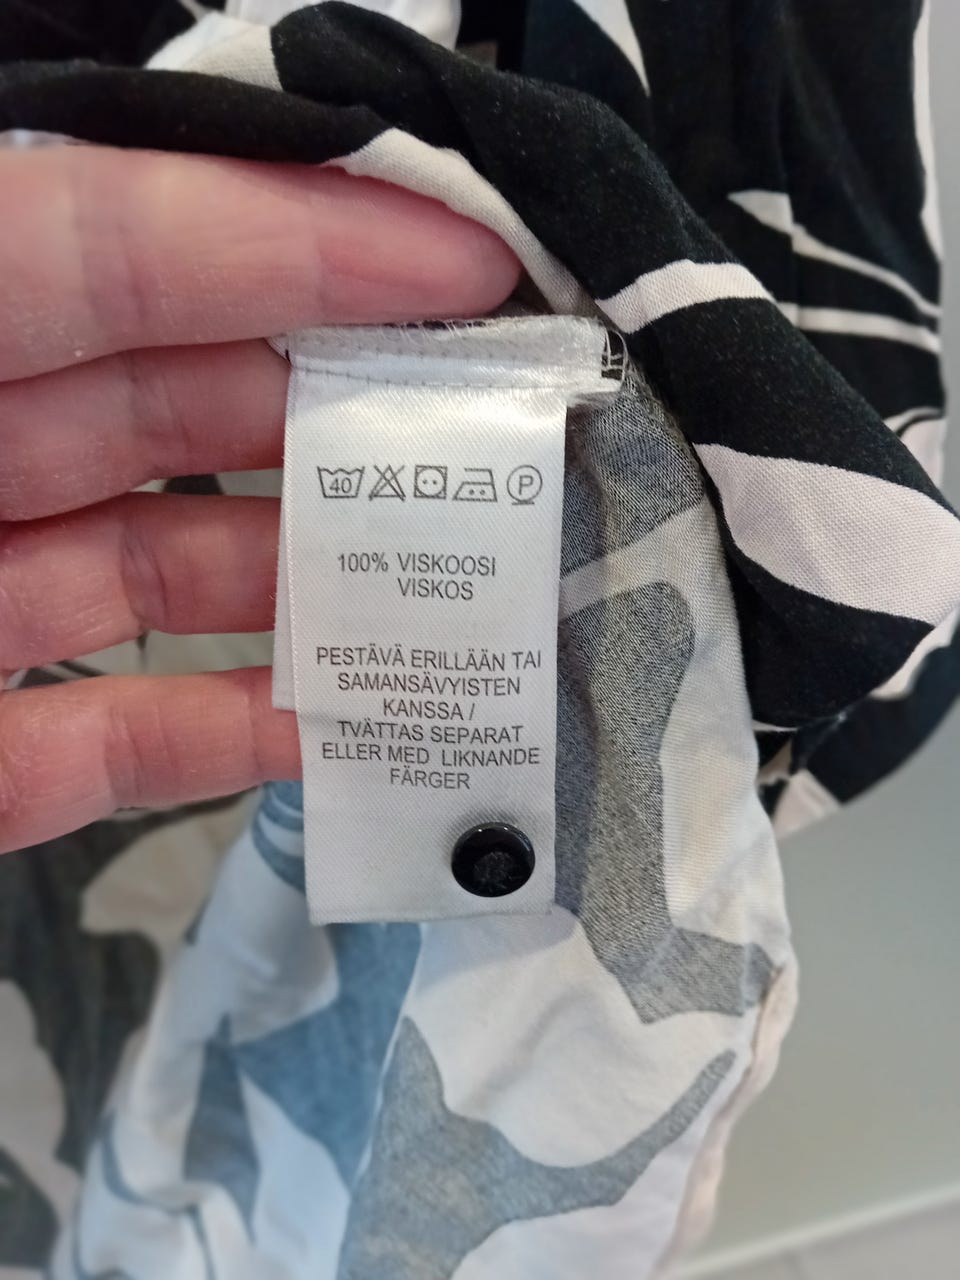 40 P
100% VISKOOSI
VISKOS
PESTÄVÄ ERILLÄÄN TAI
SAMANSÄVYISTEN
KANSSA /
TVÄTTAS SEPARAT
ELLER MED LIKNANDE
FÄRGER